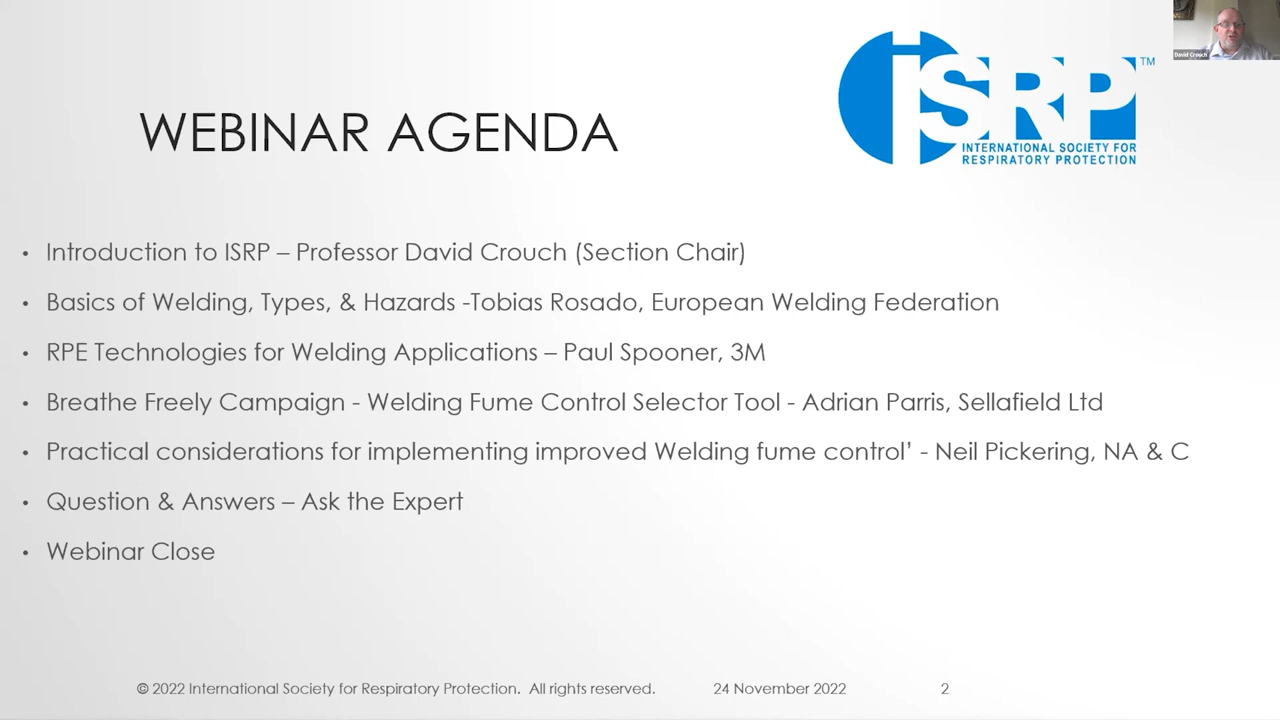 David Crouch
iSRP™
INTERNATIONAL SOCIETY FOR
RESPIRATORY PROTECTION
WEBINAR AGENDA
• Introduction to ISRP – Professor David Crouch (Section Chair)
• Basics of Welding, Types, & Hazards -Tobias Rosado, European Welding Federation
• RPE Technologies for Welding Applications – Paul Spooner, 3M
• Breathe Freely Campaign - Welding Fume Control Selector Tool - Adrian Parris, Sellafield Ltd
• Practical considerations for implementing improved Welding fume control’ - Neil Pickering, NA & C
• Question & Answers – Ask the Expert
• Webinar Close
© 2022 International Society for Respiratory Protection. All rights reserved. 24 November 2022 2